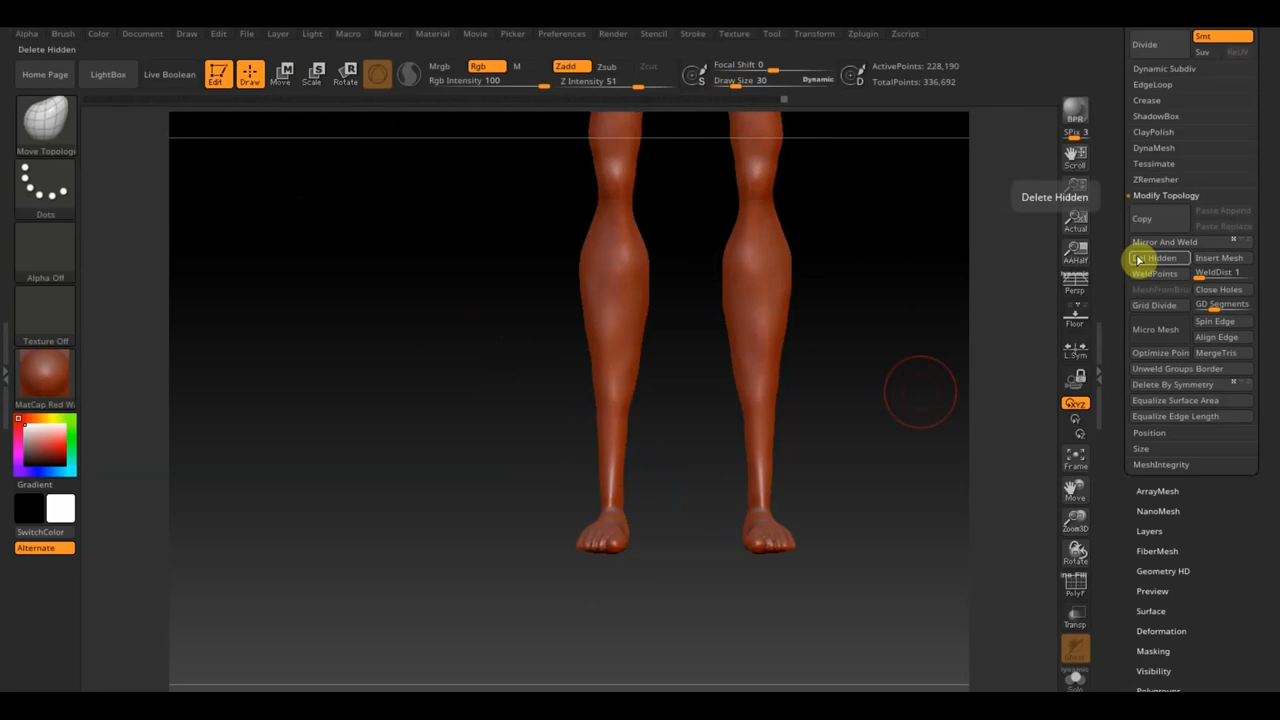 Alpha Brush Color Document Draw Edit File Layer Light Macro Marker Material Movie Picker Preferences Render Stencil Stroke Texture Tool Transform Zplugin Zscript
Delete Hidden
Home Page
LightBox
Live Boolean
Edit
Draw
Move
Scale
Rotate
Mrgb
Rgb
M
Rgb Intensity 100
Zadd
Zsub
Zcut
Z Intensity 51
S
Focal Shift 0
Draw Size 30
Dynamic
D
ActivePoints: 228,190
TotalPoints: 336,692
Move Topologi
Dots
Alpha Off
Texture Off
MatCap Red W
Gradient
SwitchColor
Alternate
Delete Hidden
BPR
SPix 3
Scroll
Actual
AAHalf
Dynamic
Persp
Floor
L.Sym
XYZ
Y
Z
Frame
Move
Zoom3D
Rotate
PolyF
Transp
Ghost
Dynamic
Solo
Divide
Smt
Suv
ReUV
Dynamic Subdiv
EdgeLoop
Crease
ShadowBox
ClayPolish
DynaMesh
Tessimate
ZRemesher
Modify Topology
Copy
Paste Append
Paste Replace
Mirror And Weld
Hidden
Insert Mesh
WeldPoints
WeldDist 1
MeshFromBru
Close Holes
Grid Divide
GD Segments
Micro Mesh
Spin Edge
Align Edge
Optimize Poin
MergeTris
Unweld Groups Border
Delete By Symmetry
Equalize Surface Area
Equalize Edge Length
Position
Size
MeshIntegrity
ArrayMesh
NanoMesh
Layers
FiberMesh
Geometry HD
Preview
Surface
Deformation
Masking
Visibility